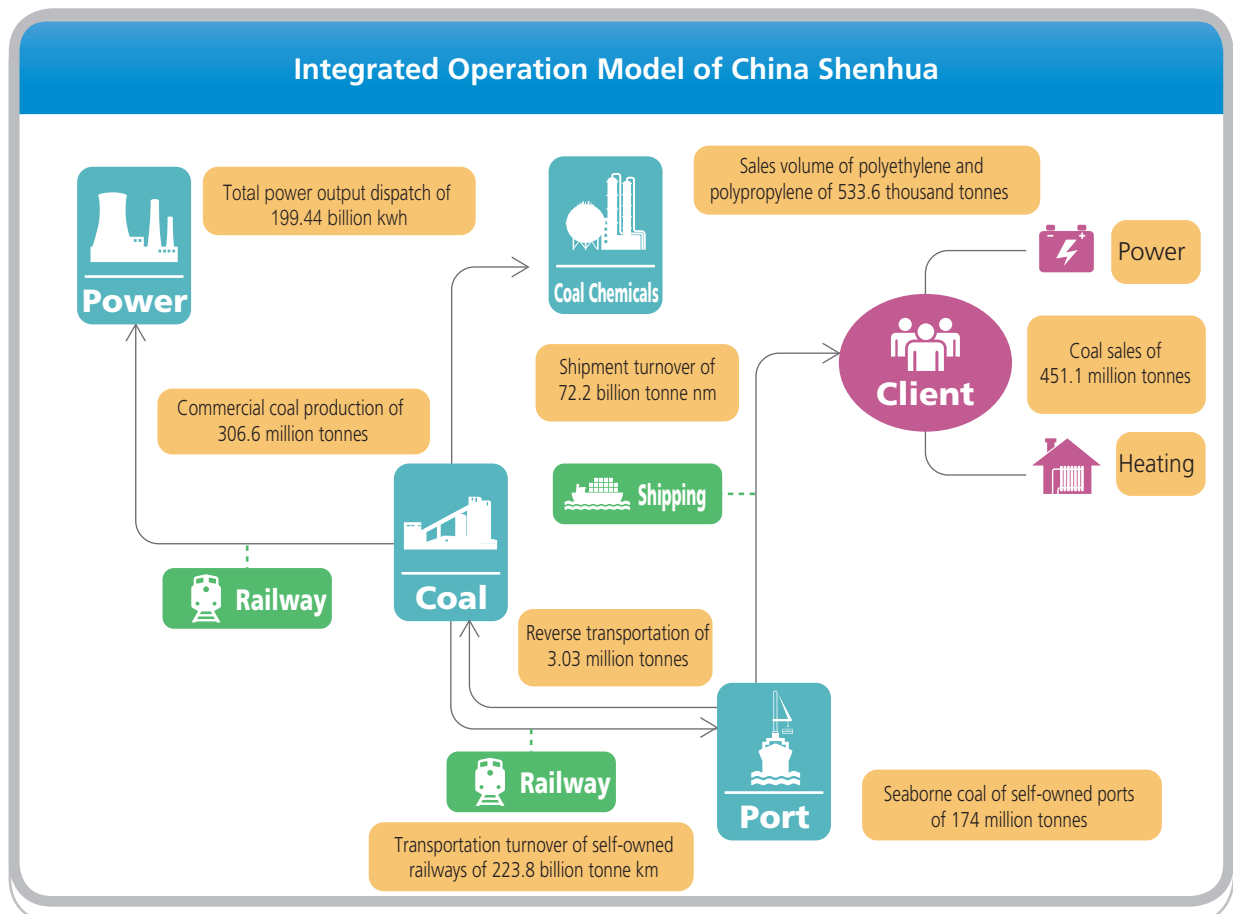 Integrated Operation Model of China Shenhua
Power
Total power output dispatch of
199.44 billion kwh
Coal Chemicals
Sales volume of polyethylene and
polypropylene of 533.6 thousand tonnes
Power
Client
Coal sales of
451.1 million tonnes
Heating
Shipment turnover of
72.2 billion tonne nm
Commercial coal production of
306.6 million tonnes
Shipping
Railway
Coal
Reverse transportation of
3.03 million tonnes
Railway
Port
Seaborne coal of self-owned ports
of 174 million tonnes
Transportation turnover of self-owned
railways of 223.8 billion tonne km